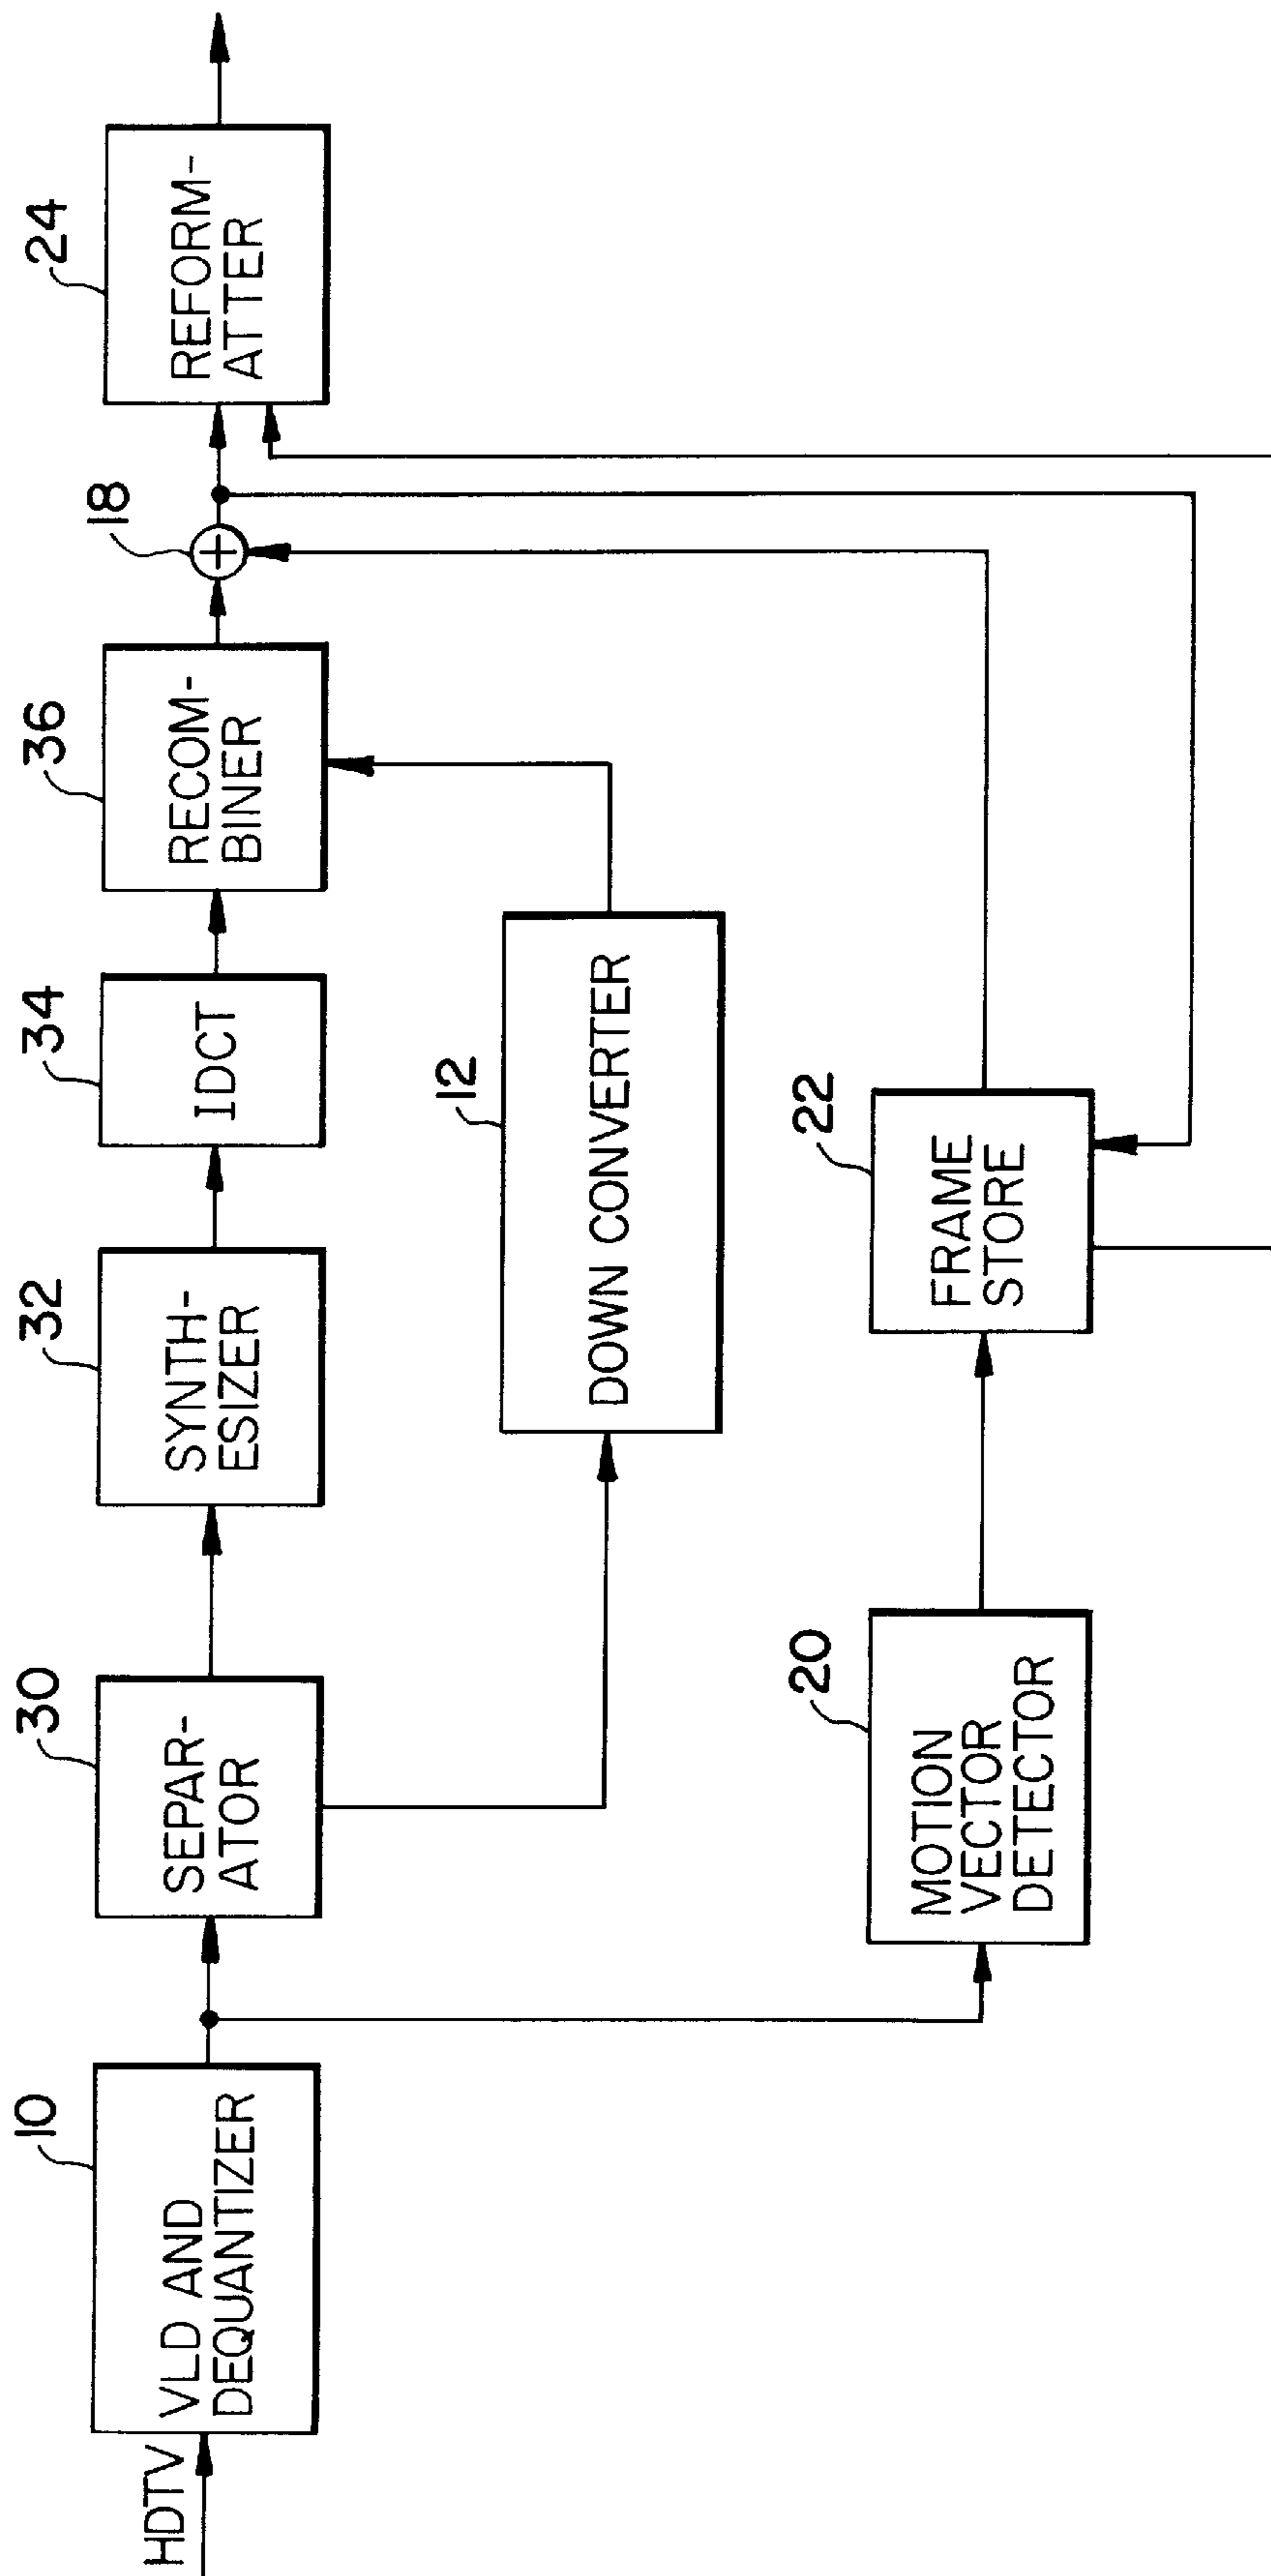 HDTV
10
VLD AND
DEQUANTIZER
30
SEPAR-
ATOR
32
SYNTH-
ESIZER
34
IDCT
36
RECOM-
BINER
18
+
24
REFORM-
ATTER
12
DOWN CONVERTER
20
MOTION
VECTOR
DETECTOR
22
FRAME
STORE